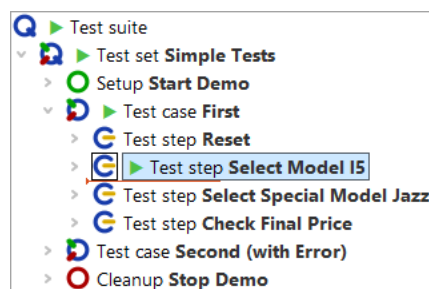 Test suite
Test set Simple Tests
Setup Start Demo
Test case First
Test step Reset
Test step Select Model I5
Test step Select Special Model Jazz
Test step Check Final Price
Test case Second (with Error)
Cleanup Stop Demo